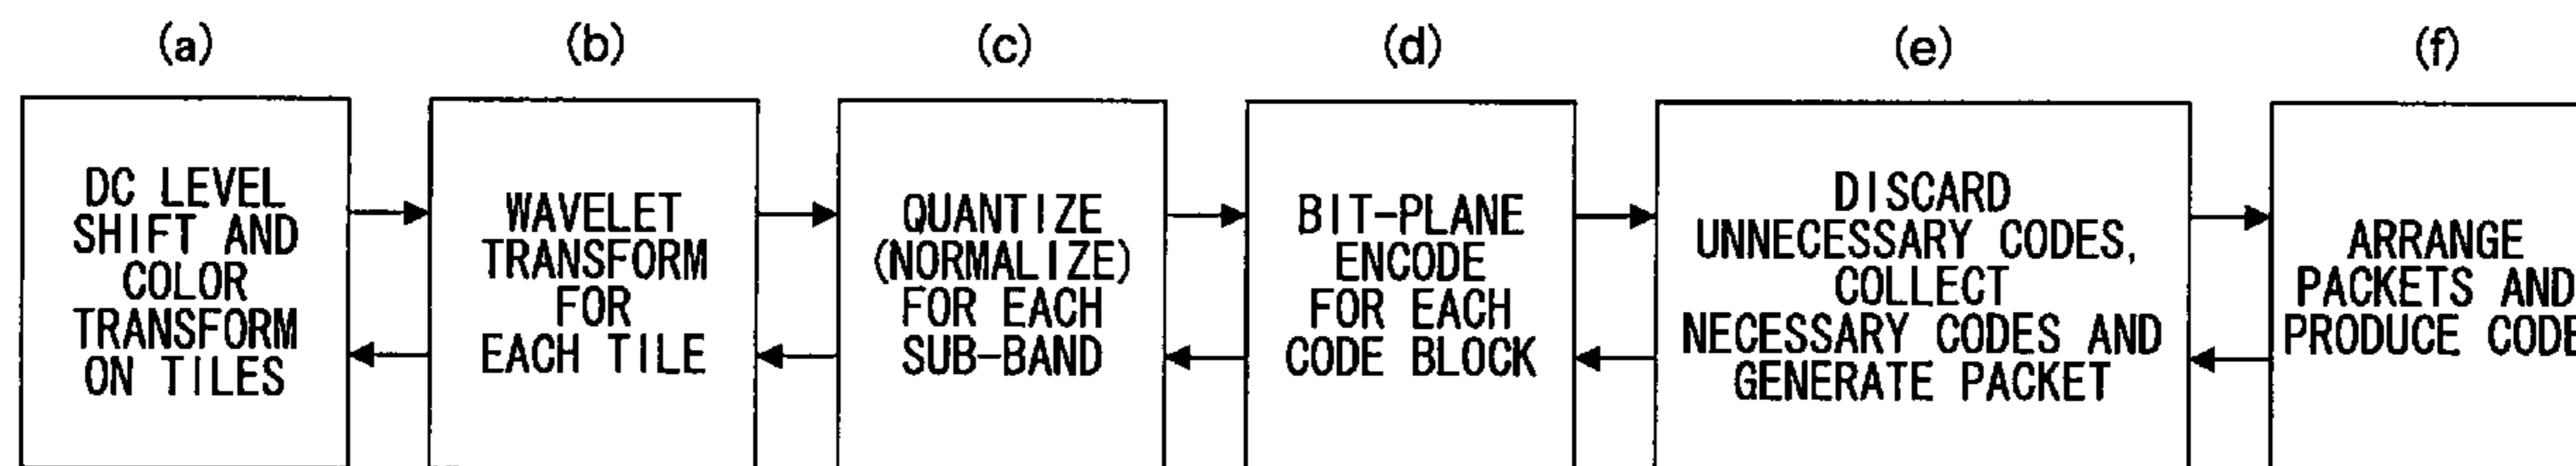 (a)
(b)
(c)
(d)
(e)
(f)
DC LEVEL
SHIFT AND
COLOR
TRANSFORM
ON TILES
WAVELET
TRANSFORM
FOR
EACH TILE
QUANTIZE
(NORMALIZE)
FOR EACH
SUB-BAND
BIT-PLANE
ENCODE
FOR EACH
CODE BLOCK
DISCARD
UNNECESSARY CODES,
COLLECT
NECESSARY CODES AND
GENERATE PACKET
ARRANGE
PACKETS AND
PRODUCE CODE